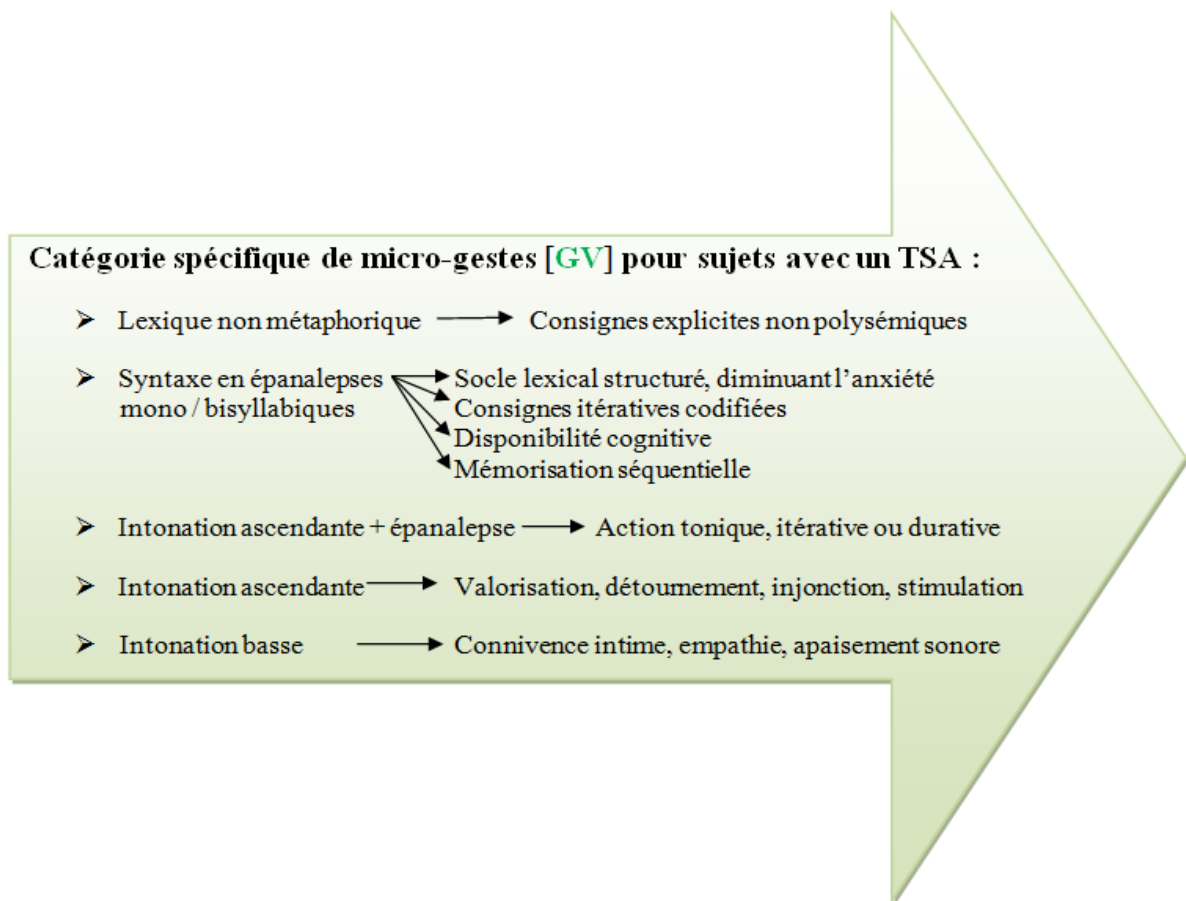 Catégorie spécifique de micro-gestes [GV] pour sujets avec un TSA :
Lexique non métaphorique Consignes explicites non polysémiques
Syntaxe en épanalepses Socle lexical structuré, diminuant l’anxiété
mono / bisyllabiques Consignes itératives codifiées
Disponibilité cognitive
Mémorisation séquentielle
Intonation ascendante + épanalepse Action tonique, itérative ou durative
Intonation ascendante Valorisation, détournement, injonction, stimulation
Intonation basse Connivence intime, empathie, apaisement sonore